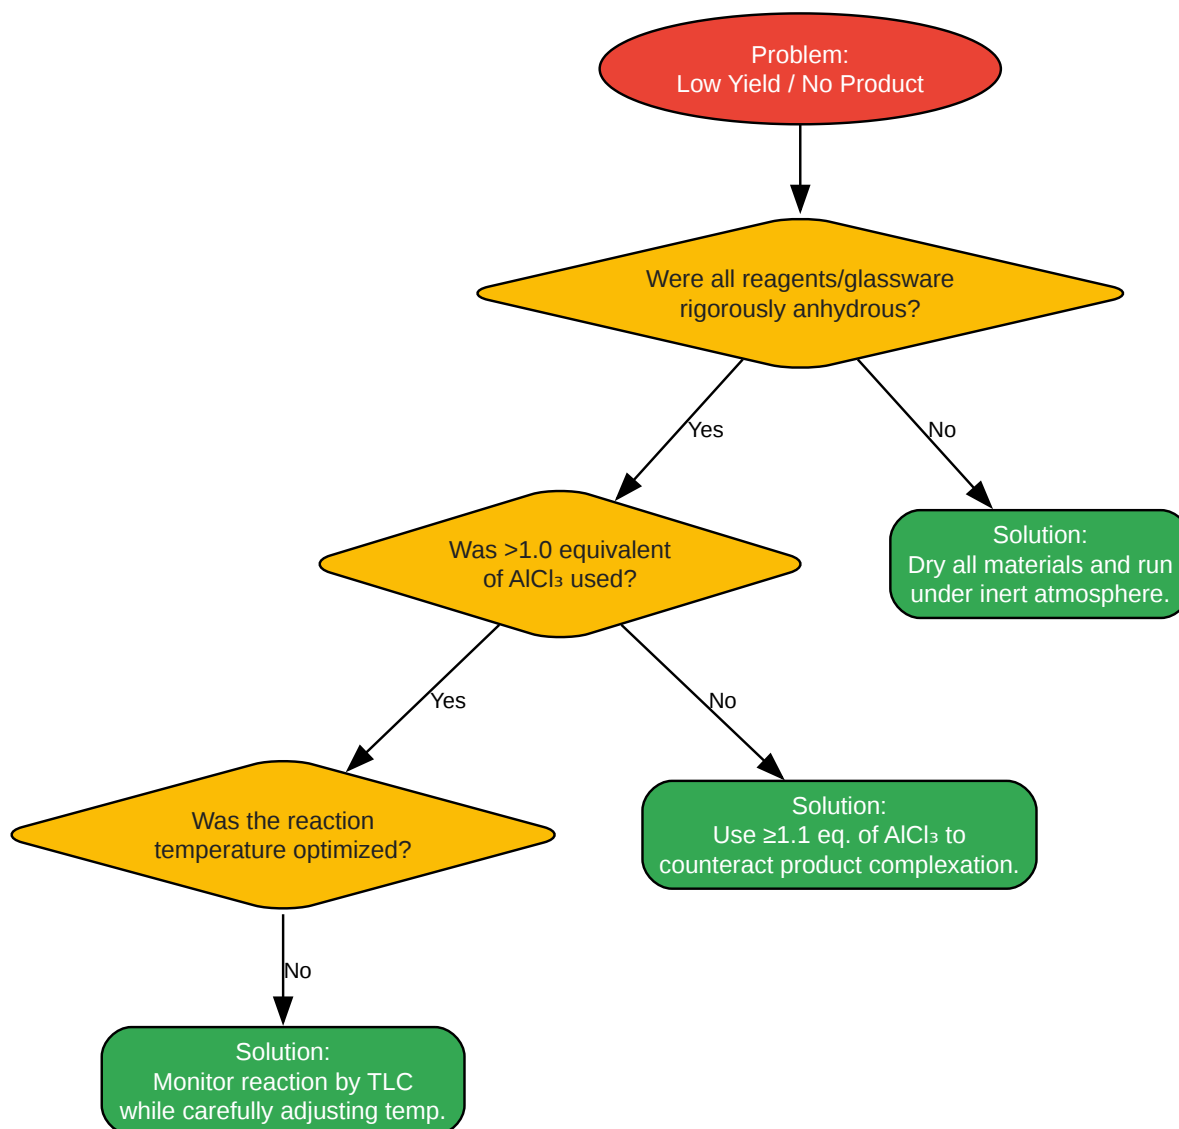 Problem:
Low Yield / No Product
Were all reagents/glassware
rigorously anhydrous?
Yes
No
Was >1.0 equivalent
of AlCl₃ used?
Solution:
Dry all materials and run
under inert atmosphere.
Yes
No
Was the reaction
temperature optimized?
Solution:
Use ≥1.1 eq. of AlCl₃ to
counteract product complexation.
No
Solution:
Monitor reaction by TLC
while carefully adjusting temp.